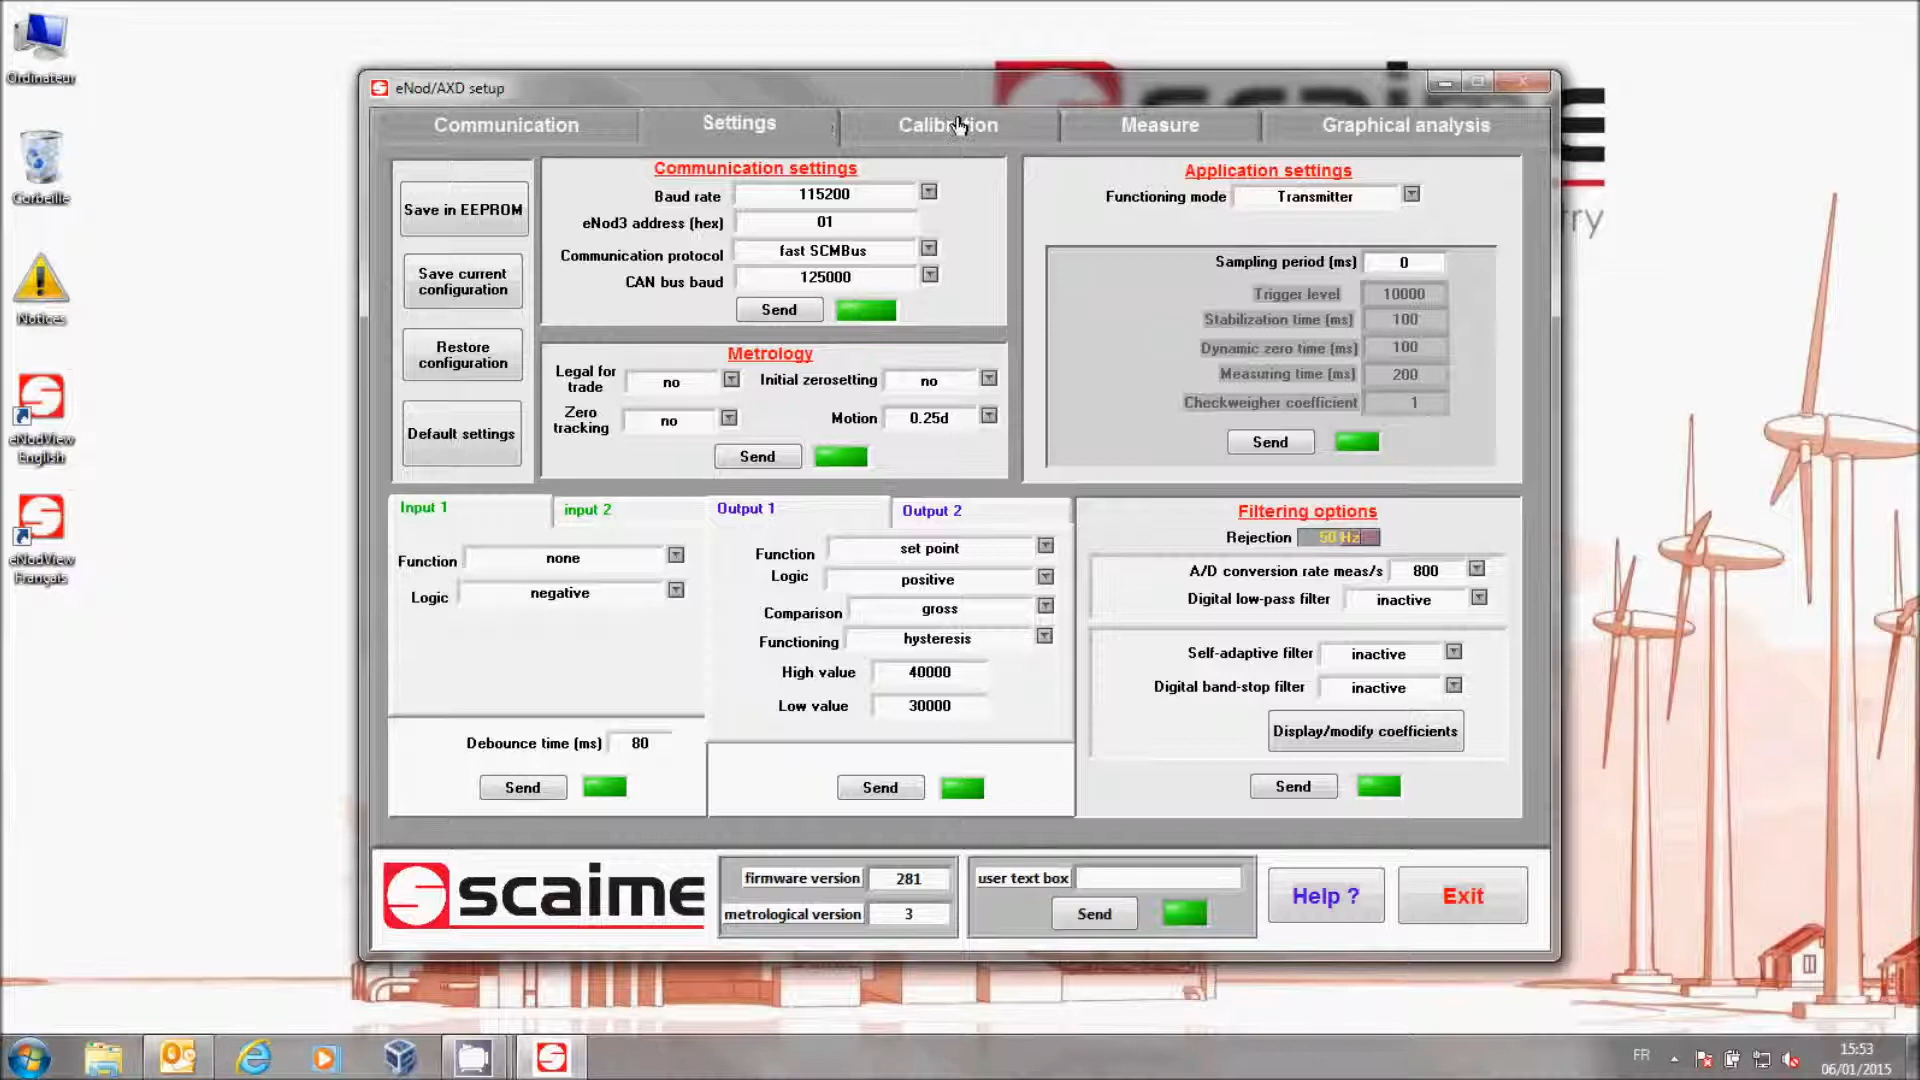 Ordinateur
Corbeille
Notices
eNodView
English
eNodView
Français
scaime
eNod/AXD setup
Communication
Settings
Calibration
Measure
Graphical analysis
Save in EEPROM
Save current
configuration
Restore
configuration
Default settings
Communication settings
Baud rate 115200
eNod3 address (hex) 01
Communication protocol fast SCMBus
CAN bus baud 125000
Send
Metrology
Legal for
trade no
Initial zerosetting no
Zero
tracking no
Motion 0.25d
Send
Application settings
Functioning mode Transmitter
Sampling period (ms) 0
Trigger level 10000
Stabilization time (ms) 100
Dynamic zero time (ms) 100
Measuring time (ms) 200
Checkweigher coefficient 1
Send
Input 1
input 2
Function none
Logic negative
Debounce time (ms) 80
Send
Output 1
Output 2
Function set point
Logic positive
Comparison gross
Functioning hysteresis
High value 40000
Low value 30000
Send
Filtering options
Rejection 50 Hz
A/D conversion rate meas/s 800
Digital low-pass filter inactive
Self-adaptive filter inactive
Digital band-stop filter inactive
Display/modify coefficients
Send
scaime
firmware version 281
metrological version 3
user text box
Send
Help ?
Exit
FR
15:53
06/01/2015